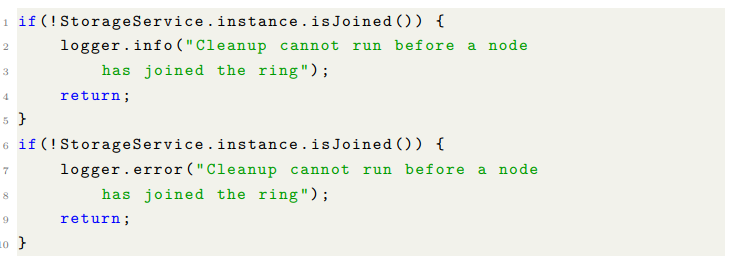 1 if(!StorageService.instance.isJoined()) {
2     logger.info("Cleanup cannot run before a node
3         has joined the ring");
4     return;
5 }
6 if(!StorageService.instance.isJoined()) {
7     logger.error("Cleanup cannot run before a node
8         has joined the ring");
9     return;
10 }